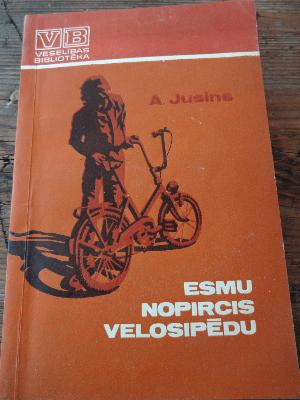 VB
VESELĪBAS
BIBLIOTĒKA
A. Jusins
ESMU
NOPIRCIS
VELOSIPĒDU